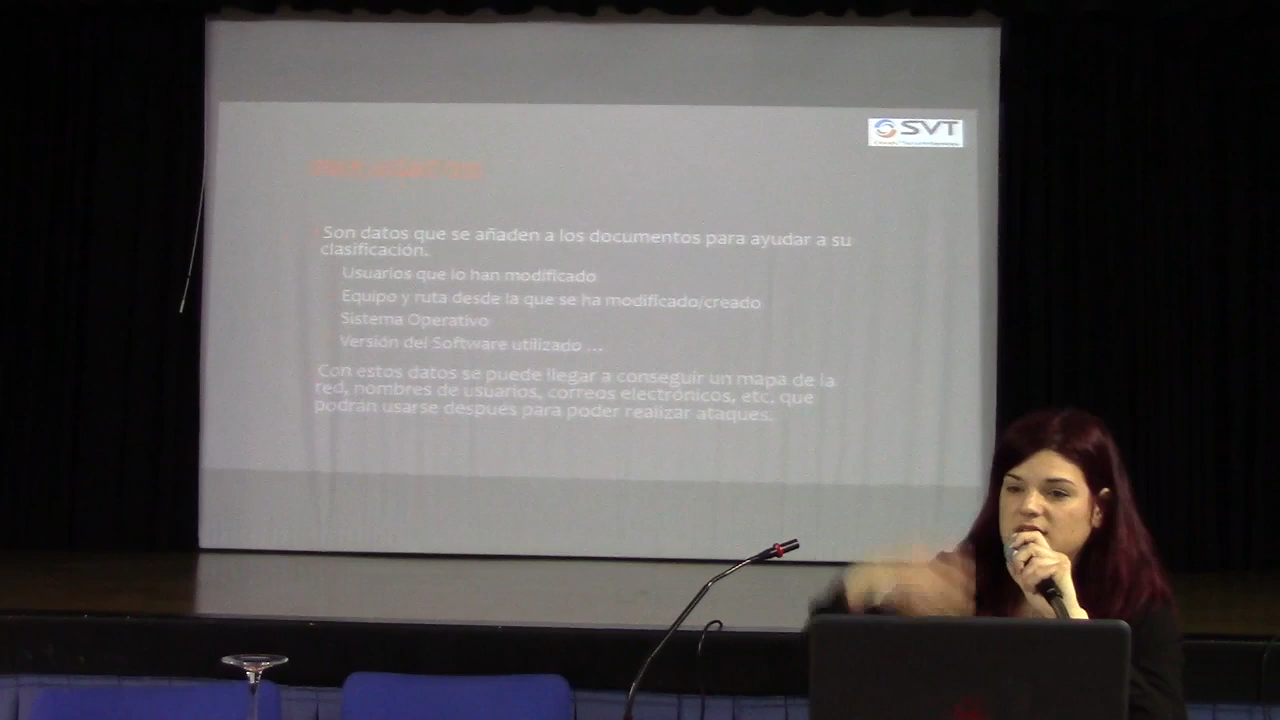 SVT
Son datos que se añaden a los documentos para ayudar a su
clasificación.
Usuarios que lo han modificado
Equipo y ruta desde la que se ha modificado/creado
Sistema Operativo
Versión del Software utilizado ...
Con estos datos se puede llegar a conseguir un mapa de la
red, nombres de usuarios, correos electrónicos, etc. que
podrán usarse después para poder realizar ataques.